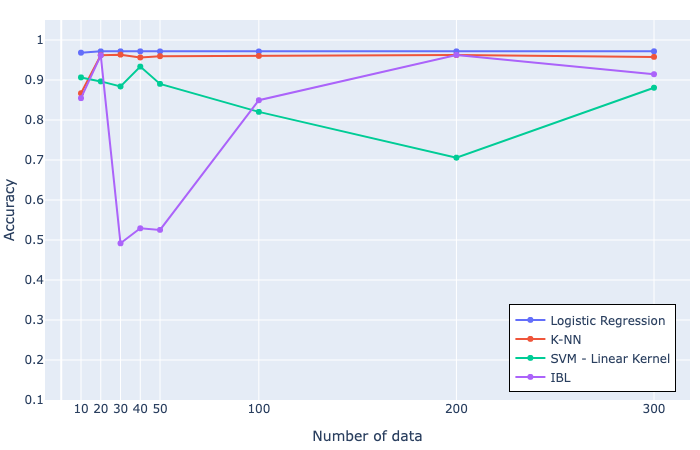 1
0.9
0.8
0.7
0.6
0.5
0.4
0.3
0.2
0.1
Accuracy
10 20 30 40 50 100 200 300
Number of data
Logistic Regression
K-NN
SVM - Linear Kernel
IBL